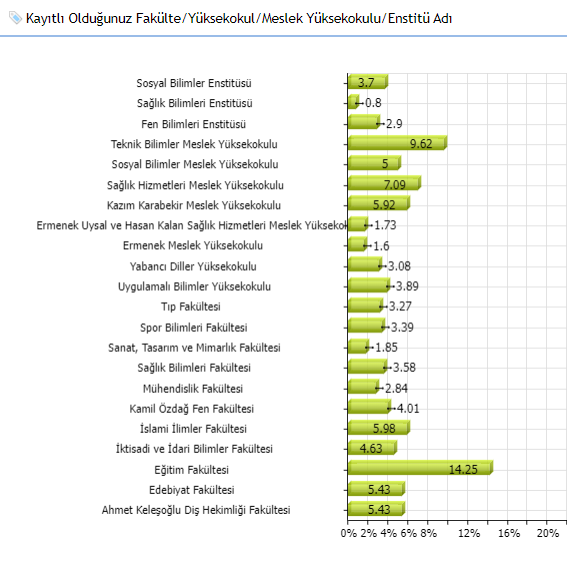 Kayıtlı Olduğunuz Fakülte/Yüksekokul/Meslek Yüksekokulu/Enstitü Adı
Sosyal Bilimler Enstitüsü 3.7
Sağlık Bilimleri Enstitüsü 0.8
Fen Bilimleri Enstitüsü 2.9
Teknik Bilimler Meslek Yüksekokulu 9.62
Sosyal Bilimler Meslek Yüksekokulu 5
Sağlık Hizmetleri Meslek Yüksekokulu 7.09
Kazım Karabekir Meslek Yüksekokulu 5.92
Ermenek Uysal ve Hasan Kalan Sağlık Hizmetleri Meslek Yüksekol 1.73
Ermenek Meslek Yüksekokulu 1.6
Yabancı Diller Yüksekokulu 3.08
Uygulamalı Bilimler Yüksekokulu 3.89
Tıp Fakültesi 3.27
Spor Bilimleri Fakültesi 3.39
Sanat, Tasarım ve Mimarlık Fakültesi 1.85
Sağlık Bilimleri Fakültesi 3.58
Mühendislik Fakültesi 2.84
Kamil Özdağ Fen Fakültesi 4.01
İslami İlimler Fakültesi 5.98
İktisadi ve İdari Bilimler Fakültesi 4.63
Eğitim Fakültesi 14.25
Edebiyat Fakültesi 5.43
Ahmet Keleşoğlu Diş Hekimliği Fakültesi 5.43
0% 2% 4% 6% 8% 12% 16% 20%